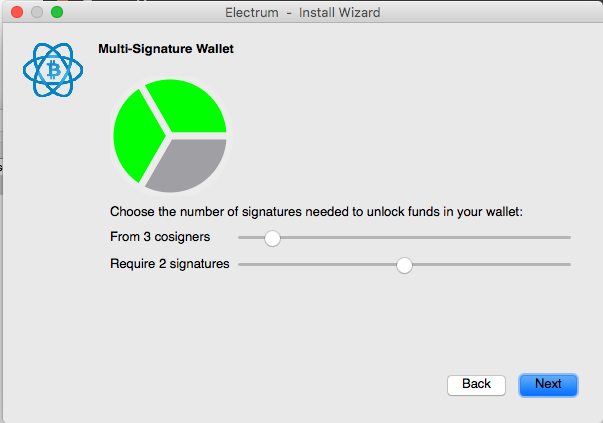 Electrum - Install Wizard
Multi-Signature Wallet
Choose the number of signatures needed to unlock funds in your wallet:
From 3 cosigners
Require 2 signatures
Back
Next